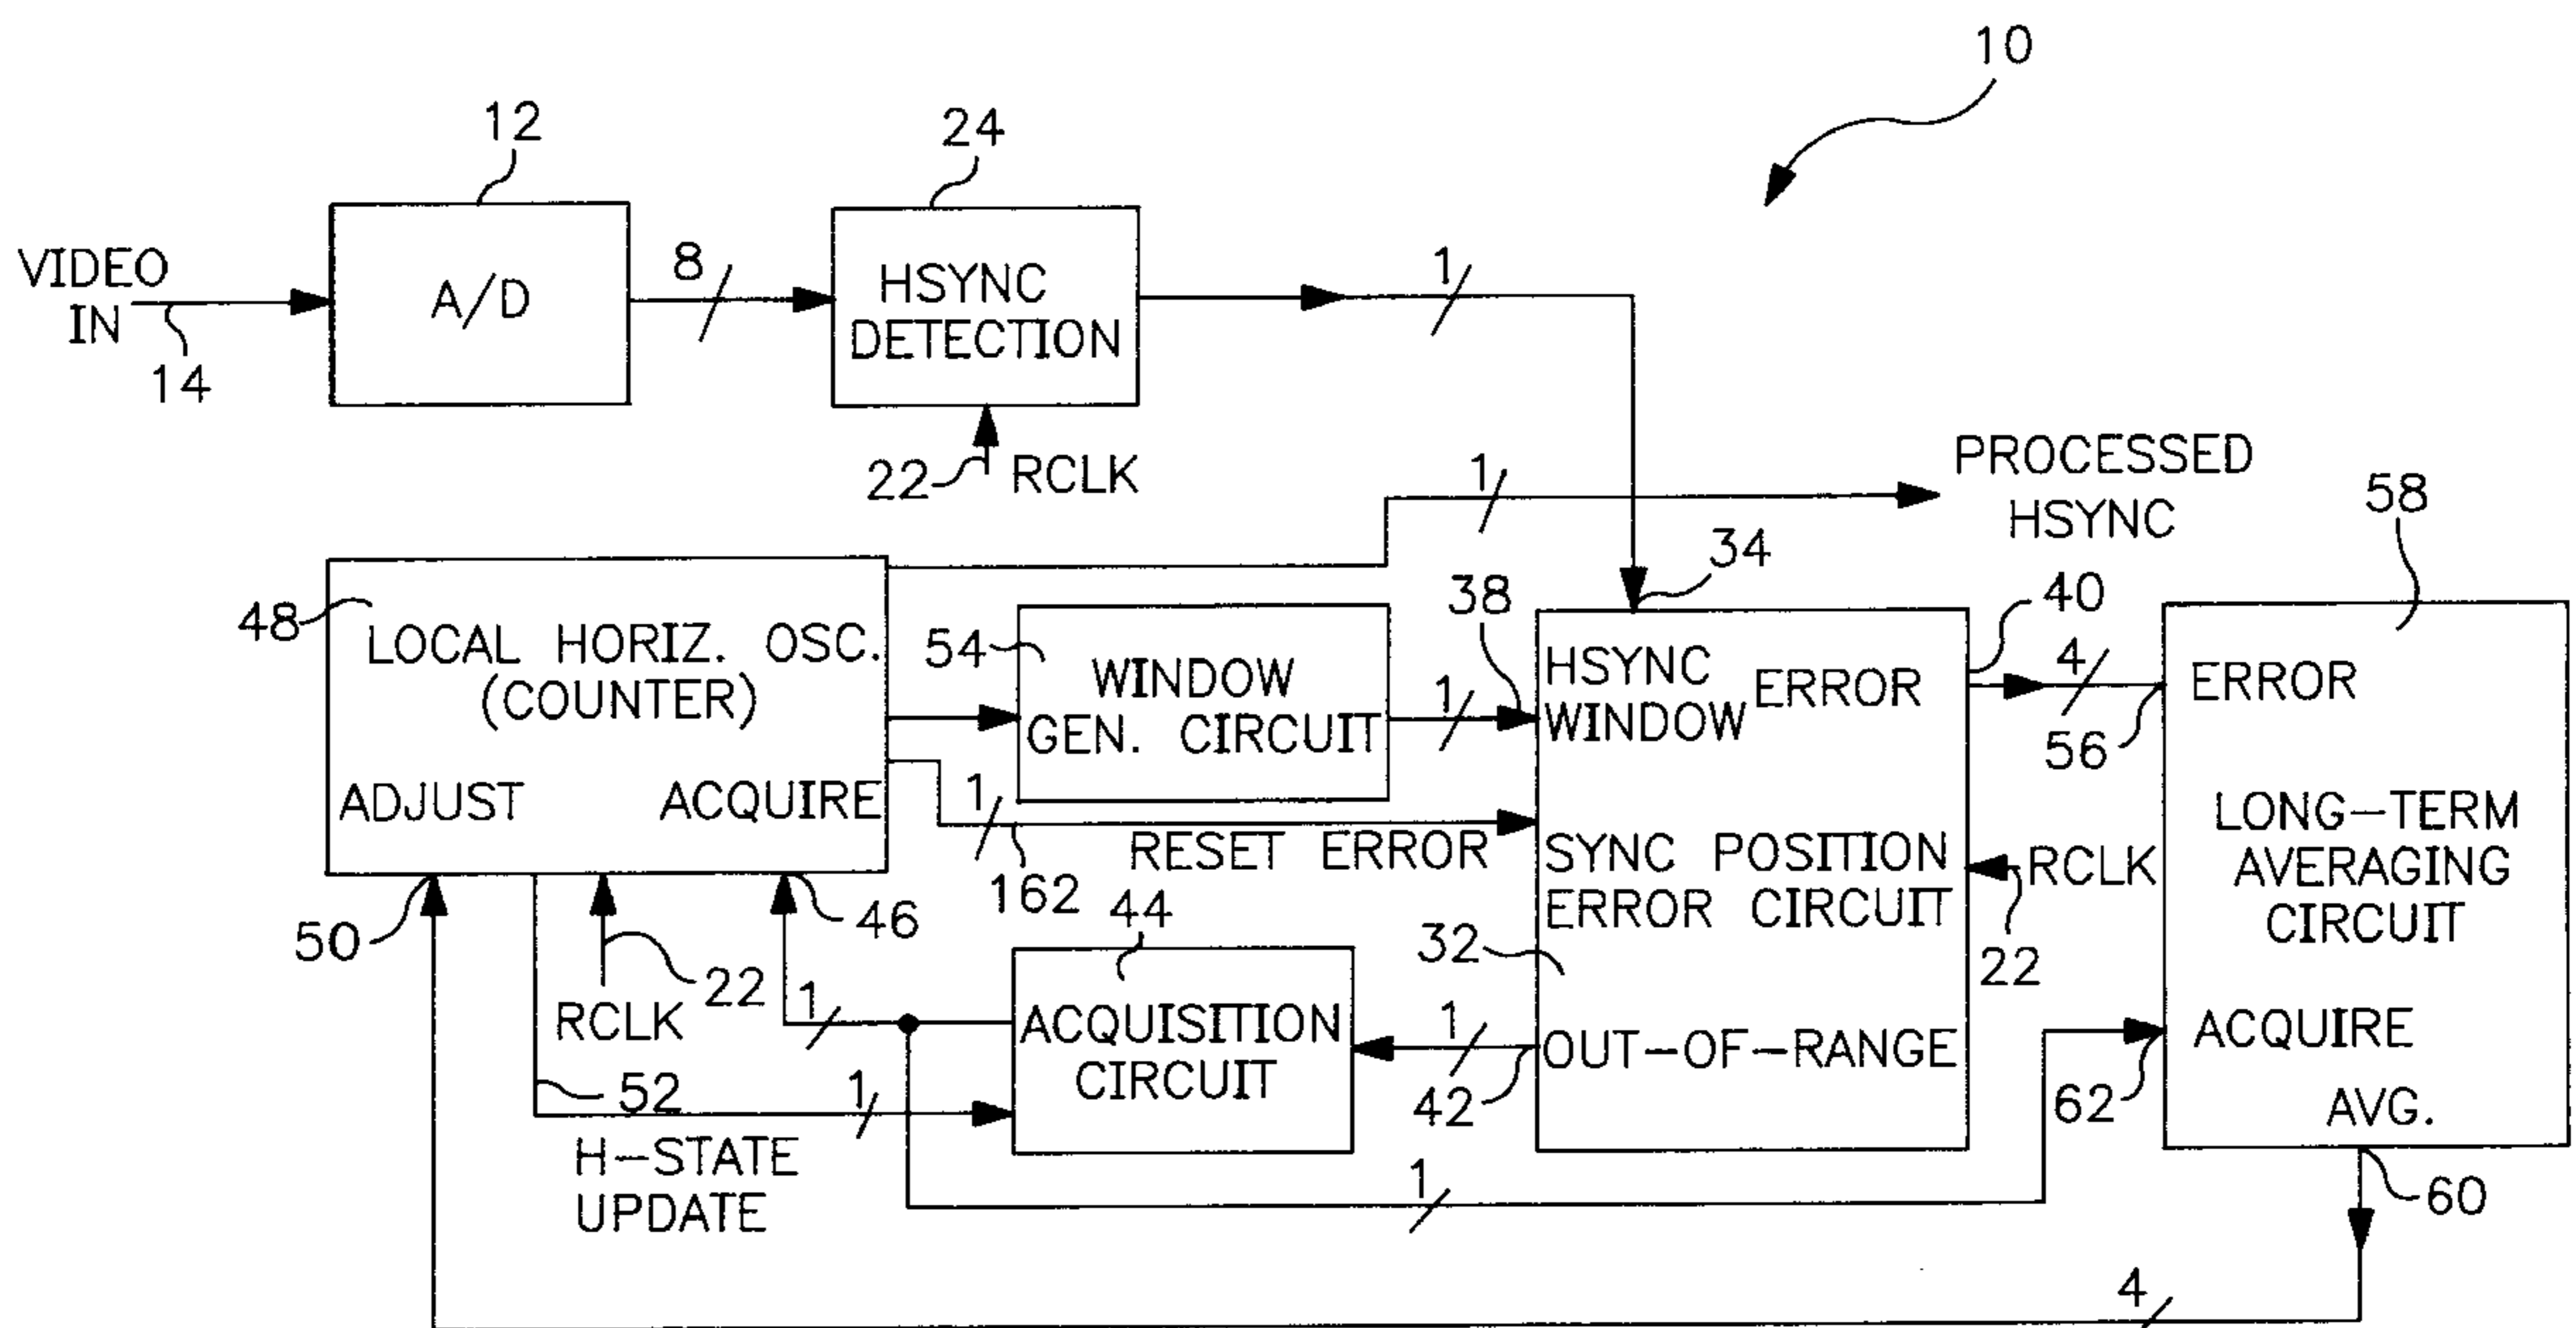 10
12
24
VIDEO
IN
14
A/D
8
HSYNC
DETECTION
1
22
RCLK
1
PROCESSED
HSYNC
58
48
LOCAL HORIZ. OSC.
(COUNTER)
ADJUST
ACQUIRE
54
WINDOW
GEN. CIRCUIT
1
38
34
40
HSYNC
WINDOW
ERROR
4
56
ERROR
1
RESET ERROR
162
SYNC POSITION
ERROR CIRCUIT
RCLK
22
LONG-TERM
AVERAGING
CIRCUIT
50
RCLK
22
46
44
32
1
ACQUISITION
CIRCUIT
1
42
OUT-OF-RANGE
ACQUIRE
62
AVG.
60
52
1
H-STATE
UPDATE
1
4